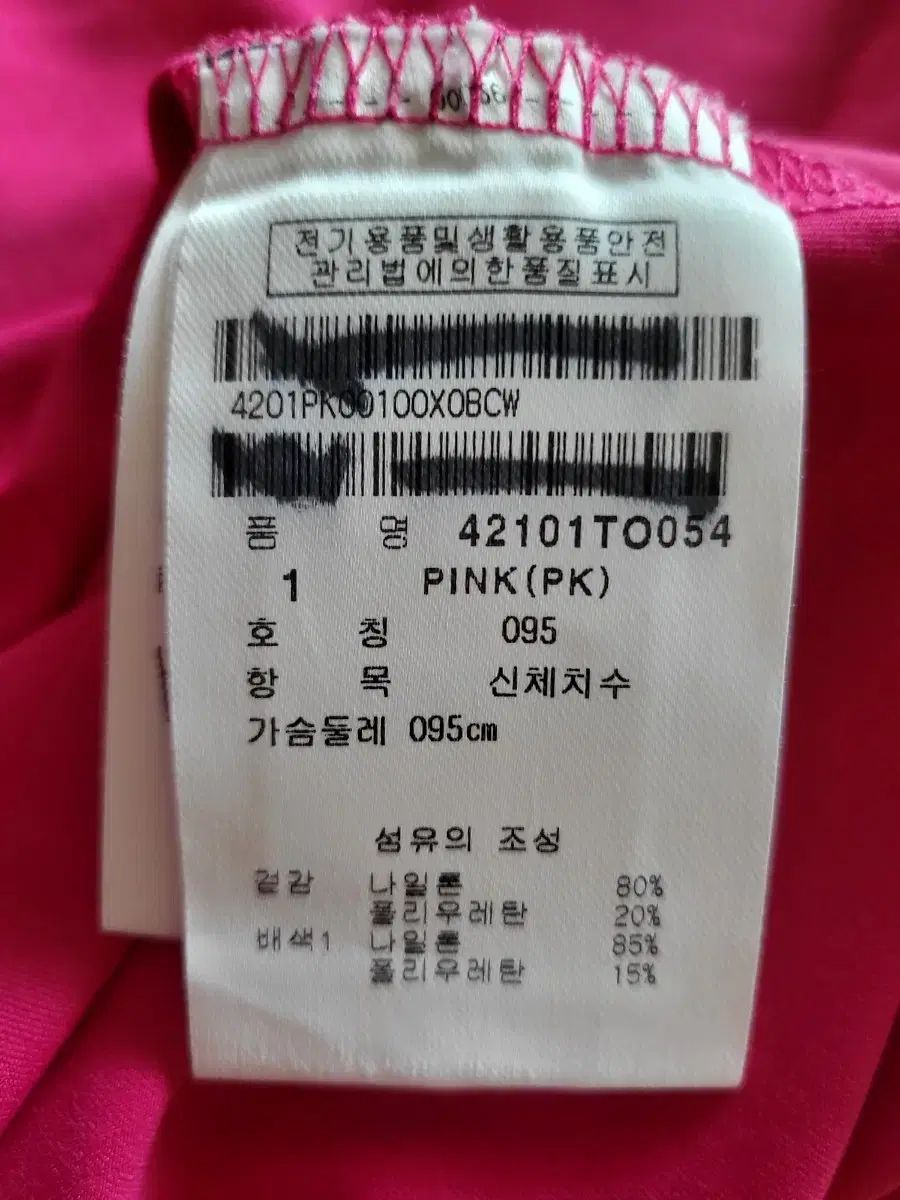 전기용품및생활용품안전
관리법에의한품질표시
4201PK00100X0BCW
품 명 42101TO054
1 PINK(PK)
호 칭 095
항 목 신체치수
가슴둘레 095cm
섬유의 조성
겉감 나일론 80%
폴리우레탄 20%
배색1 나일론 85%
폴리우레탄 15%